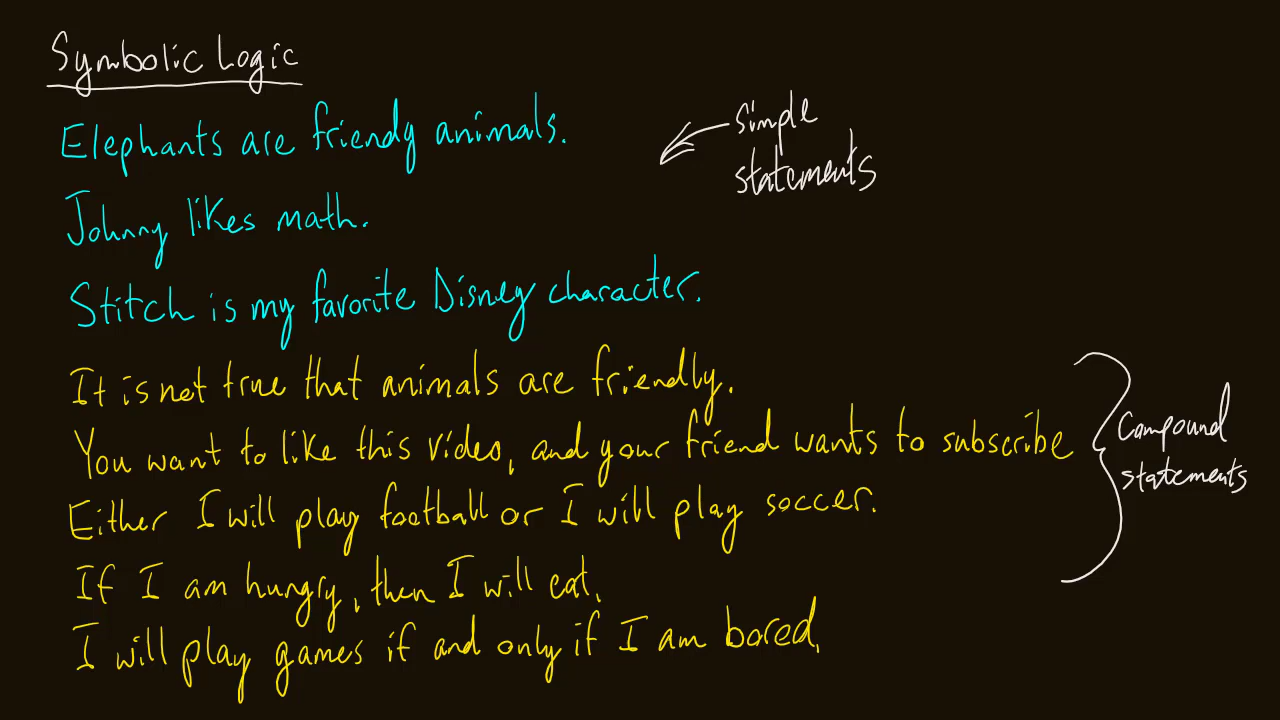 Symbolic Logic
Elephants are friendy animals.
simple
statements
Johnny likes math.
Stitch is my favorite Disney character.
It is not true that animals are friendly.
You want to like this video, and your friend wants to subscribe
Compound
statements
Either I will play football or I will play soccer.
If I am hungry, then I will eat.
I will play games if and only if I am bored.